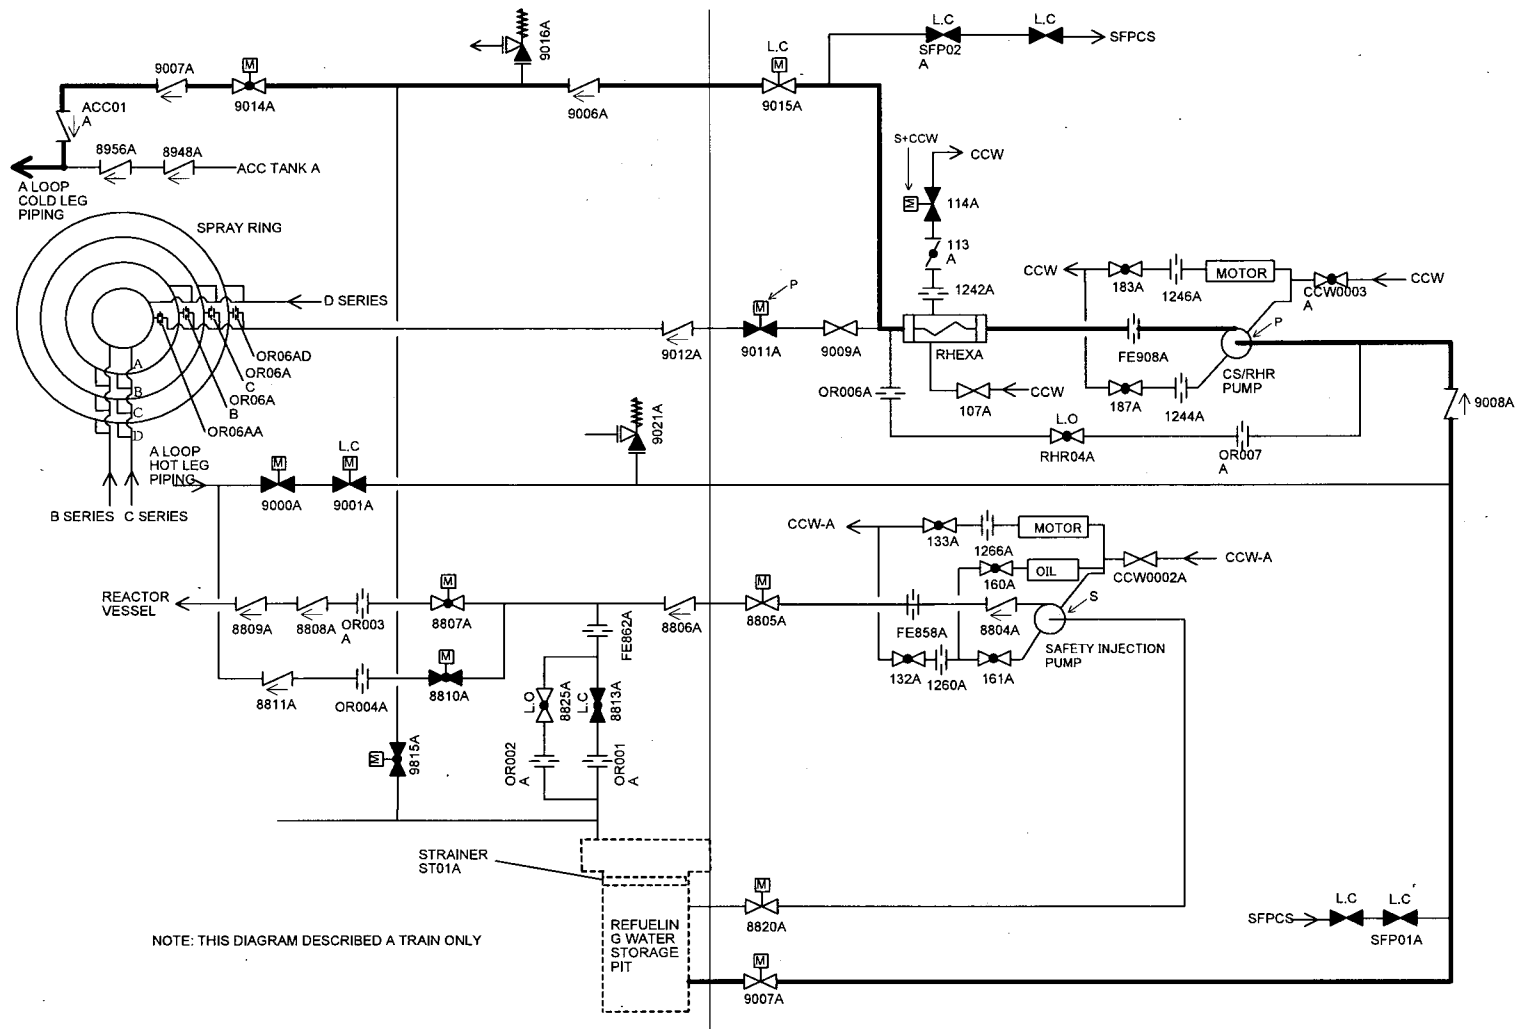 L.C
L.C
SFP02
A
SFPCS
9016A
M
9007A
9014A
L.C
M
9015A
9006A
ACC01
A
8956A
8948A
ACC TANK A
A LOOP
COLD LEG
PIPING
S+CCW
CCW
M
114A
SPRAY RING
113
A
1242A
CCW
183A
1246A
MOTOR
CCW0003
A
CCW
D SERIES
P
M
9012A
9011A
9009A
RHEXA
FE908A
P
CS/RHR
PUMP
OR06AD
OR06A
C
OR06A
B
OR06AA
A
B
C
D
OR006A
107A
CCW
187A
1244A
9008A
9021A
L.O
RHR04A
OR007
A
A LOOP
HOT LEG
PIPING
M
L.C
M
9000A
9001A
B SERIES
C SERIES
CCW-A
133A
1266A
MOTOR
160A
OIL
CCW0002A
CCW-A
REACTOR
VESSEL
8809A
8808A
OR003
A
M
8807A
8806A
M
8805A
FE858A
8804A
S
SAFETY INJECTION
PUMP
FE862A
132A
1260A
161A
8811A
OR004A
M
8810A
L.O
8825A
L.C
8813A
M
9815A
OR002
A
OR001
A
STRAINER
ST01A
M
8820A
SFPCS
L.C
L.C
SFP01A
REFUELIN
G WATER
STORAGE
PIT
NOTE: THIS DIAGRAM DESCRIBED A TRAIN ONLY
M
9007A